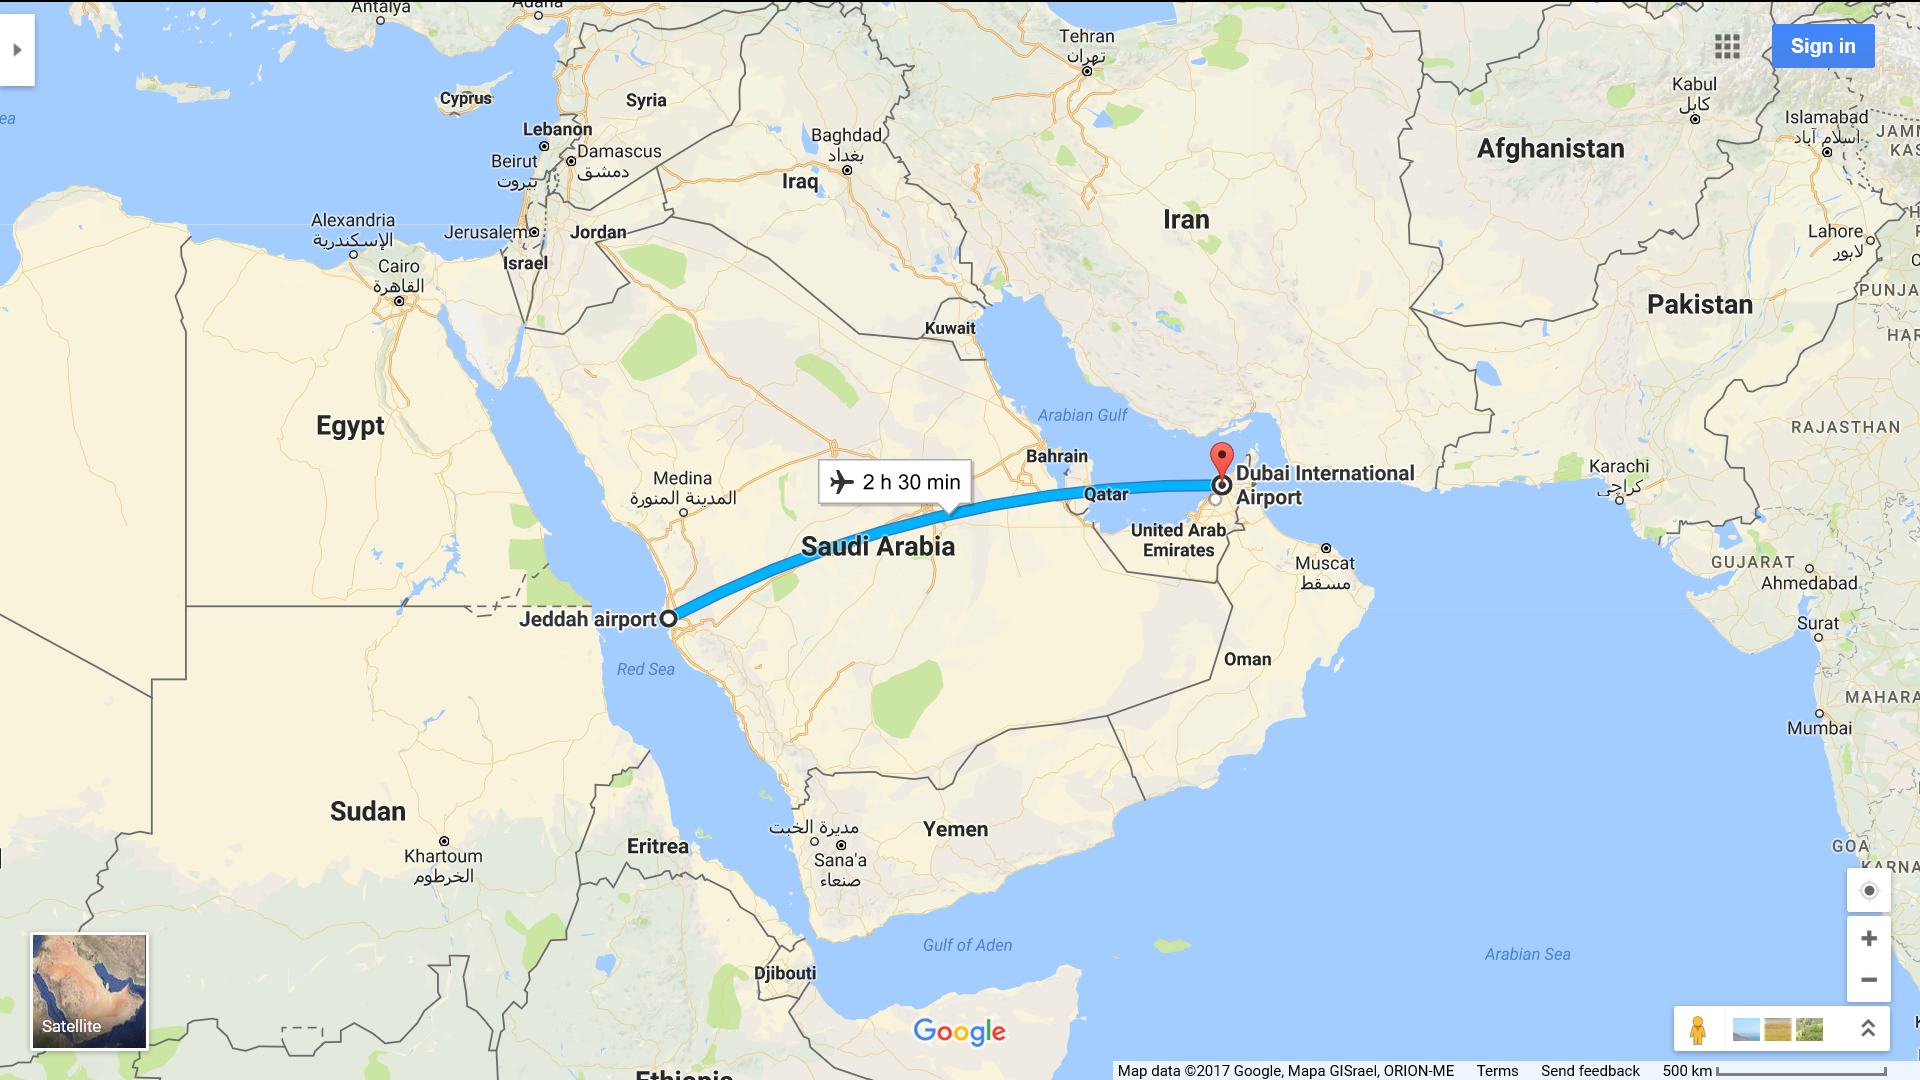 Antalya
Adana
Tehran
تهران
Sign in
Cyprus
Syria
Kabul
کابل
ea
Lebanon
Baghdad
بغداد
Afghanistan
Islamabad
اسلام آباد
JAMM
KAS
Beirut
بيروت
Damascus
دمشق
Iraq
Iran
Alexandria
الإسكندرية
Jerusalem
Jordan
Lahore
لاہور
Cairo
القاهرة
Israel
PUNJA
Pakistan
Kuwait
HAR
Arabian Gulf
Egypt
RAJASTHAN
Bahrain
Karachi
کراچی
Medina
المدينة المنورة
2 h 30 min
Dubai International
Airport
Qatar
Saudi Arabia
United Arab
Emirates
Muscat
مسقط
GUJARAT
Ahmedabad
Jeddah airport
Surat
Red Sea
Oman
MAHARA
Mumbai
Sudan
Yemen
مديرة الخبت
Eritrea
Khartoum
الخرطوم
Sana'a
صنعاء
GOA
KARNA
Gulf of Aden
Arabian Sea
Djibouti
Satellite
Google
Ethiopia
Map data ©2017 Google, Mapa GISrael, ORION-ME Terms Send feedback 500 km